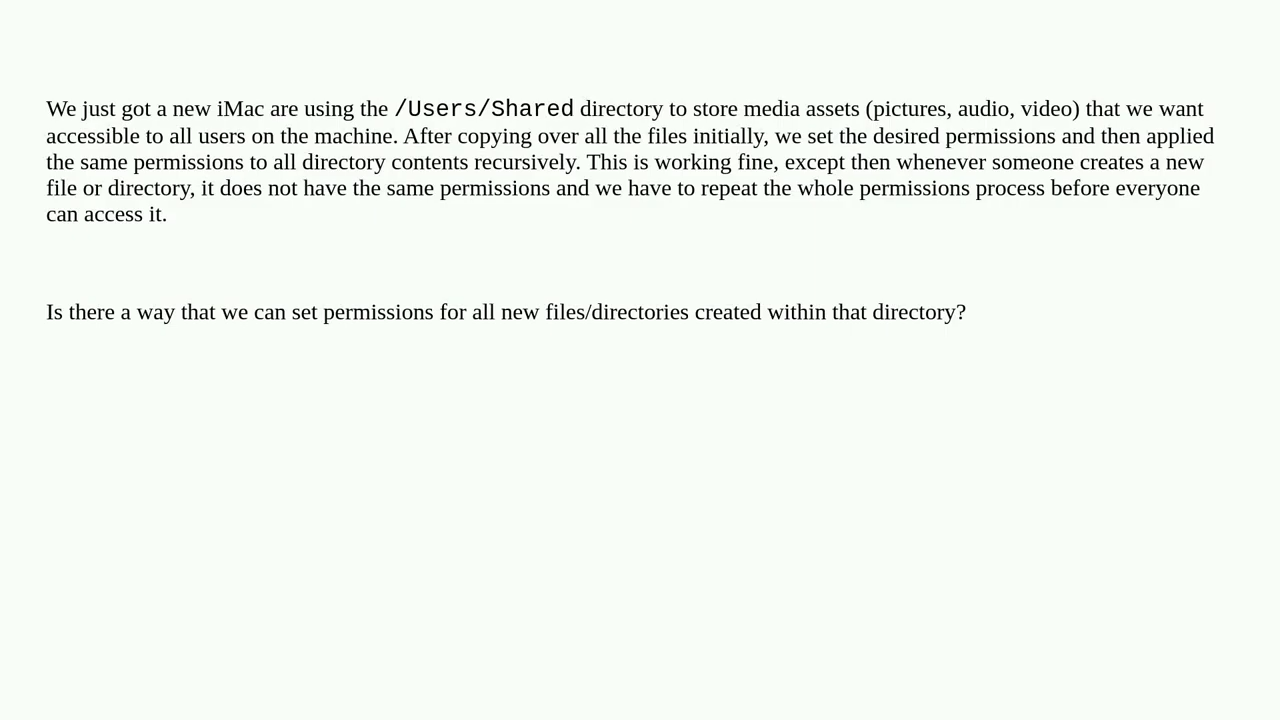 We just got a new iMac are using the /Users/Shared directory to store media assets (pictures, audio, video) that we want
accessible to all users on the machine. After copying over all the files initially, we set the desired permissions and then applied
the same permissions to all directory contents recursively. This is working fine, except then whenever someone creates a new
file or directory, it does not have the same permissions and we have to repeat the whole permissions process before everyone
can access it.
Is there a way that we can set permissions for all new files/directories created within that directory?